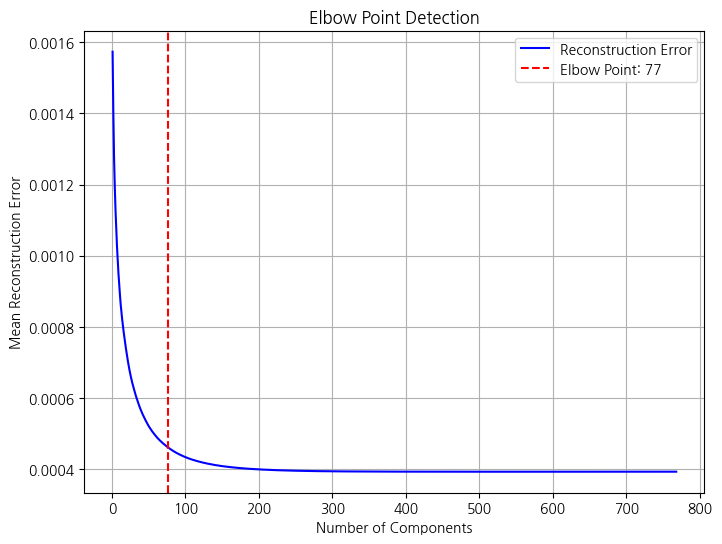 Elbow Point Detection
Reconstruction Error
Elbow Point: 77
0.0016
0.0014
0.0012
0.0010
0.0008
0.0006
0.0004
Mean Reconstruction Error
0 100 200 300 400 500 600 700 800
Number of Components